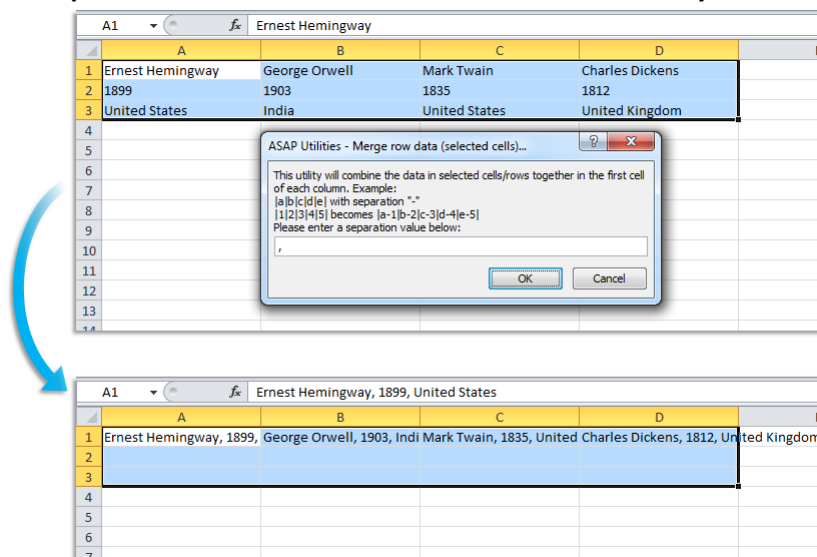 A1 fx Ernest Hemingway
A B C D
1 Ernest Hemingway George Orwell Mark Twain Charles Dickens
2 1899 1903 1835 1812
3 United States India United States United Kingdom
4
5
6
7
8
9
10
11
12
13
14
ASAP Utilities - Merge row data (selected cells)...
This utility will combine the data in selected cells/rows together in the first cell
of each column. Example:
|a|b|c|d|e| with separation "-"
|1|2|3|4|5| becomes |a-1|b-2|c-3|d-4|e-5|
Please enter a separation value below:
,
OK Cancel
A1 fx Ernest Hemingway, 1899, United States
A B C D
1 Ernest Hemingway, 1899, George Orwell, 1903, Indi Mark Twain, 1835, United Charles Dickens, 1812, United Kingdom
2
3
4
5
6
7